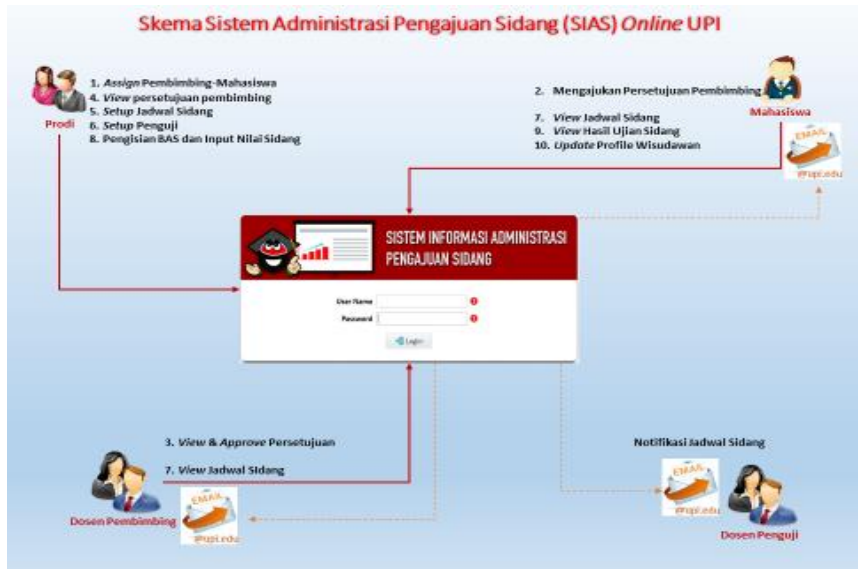 Skema Sistem Administrasi Pengajuan Sidang (SIAS) Online UPI
1. Assign Pembimbing-Mahasiswa
4. View persetujuan pembimbing
5. Setup Jadwal Sidang
6. Setup Penguji
8. Pengisian BAS dan Input Nilai Sidang
Prodi
2. Mengajukan Persetujuan Pembimbing
7. View Jadwal Sidang
9. View Hasil Ujian Sidang
10. Update Profile Wisudawan
Mahasiswa
EMAIL
@upi.edu
SISTEM INFORMASI ADMINISTRASI
PENGAJUAN SIDANG
User Name
Password
Login
3. View & Approve Persetujuan
7. View Jadwal Sidang
Dosen Pembimbing
EMAIL
@upi.edu
Notifikasi Jadwal Sidang
EMAIL
@upi.edu
Dosen Penguji